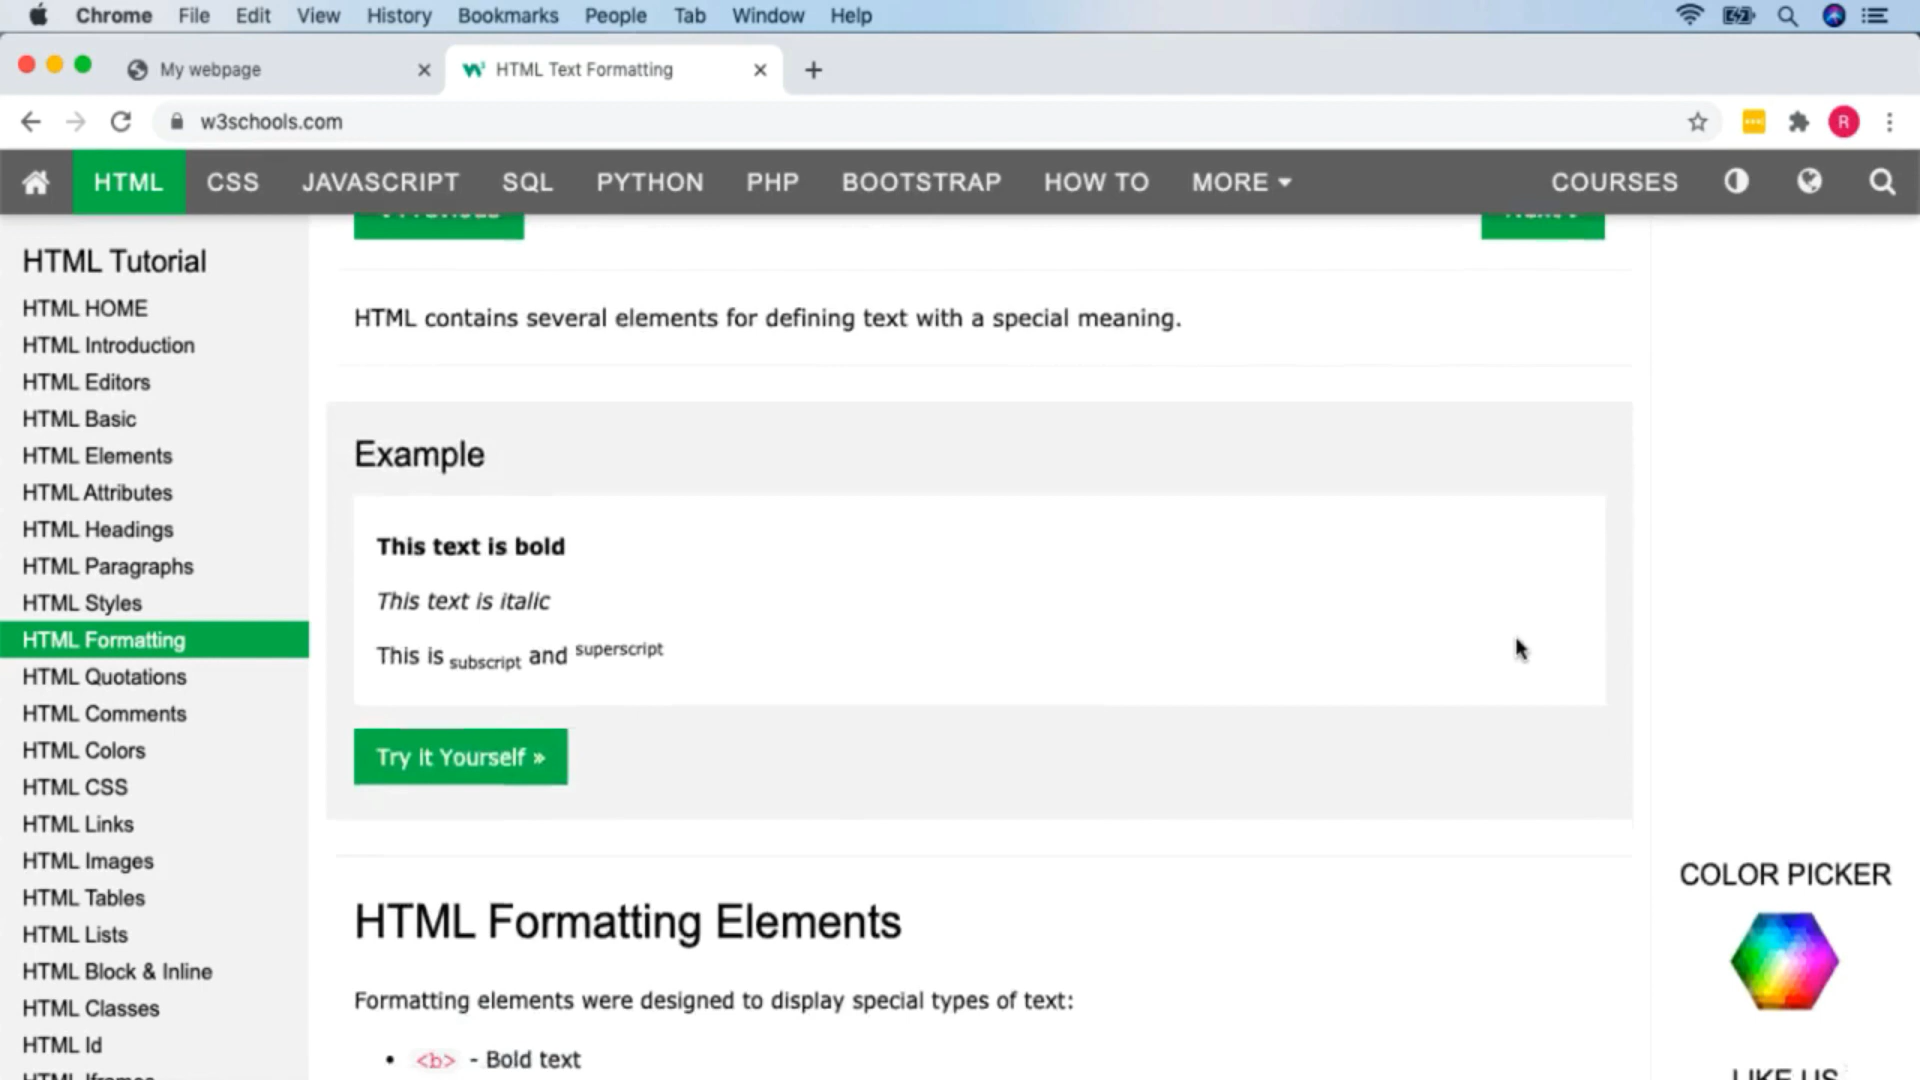 Chrome File Edit View History Bookmarks People Tab Window Help
My webpage
HTML Text Formatting
w3schools.com
R
HTML CSS JAVASCRIPT SQL PYTHON PHP BOOTSTRAP HOW TO MORE COURSES
HTML Tutorial
HTML HOME
HTML Introduction
HTML Editors
HTML Basic
HTML Elements
HTML Attributes
HTML Headings
HTML Paragraphs
HTML Styles
HTML Formatting
HTML Quotations
HTML Comments
HTML Colors
HTML CSS
HTML Links
HTML Images
HTML Tables
HTML Lists
HTML Block & Inline
HTML Classes
HTML Id
HTML Iframes
HTML contains several elements for defining text with a special meaning.
Example
This text is bold
This text is italic
This is subscript and superscript
Try it Yourself »
HTML Formatting Elements
Formatting elements were designed to display special types of text:
• <b> - Bold text
COLOR PICKER
LIKE US